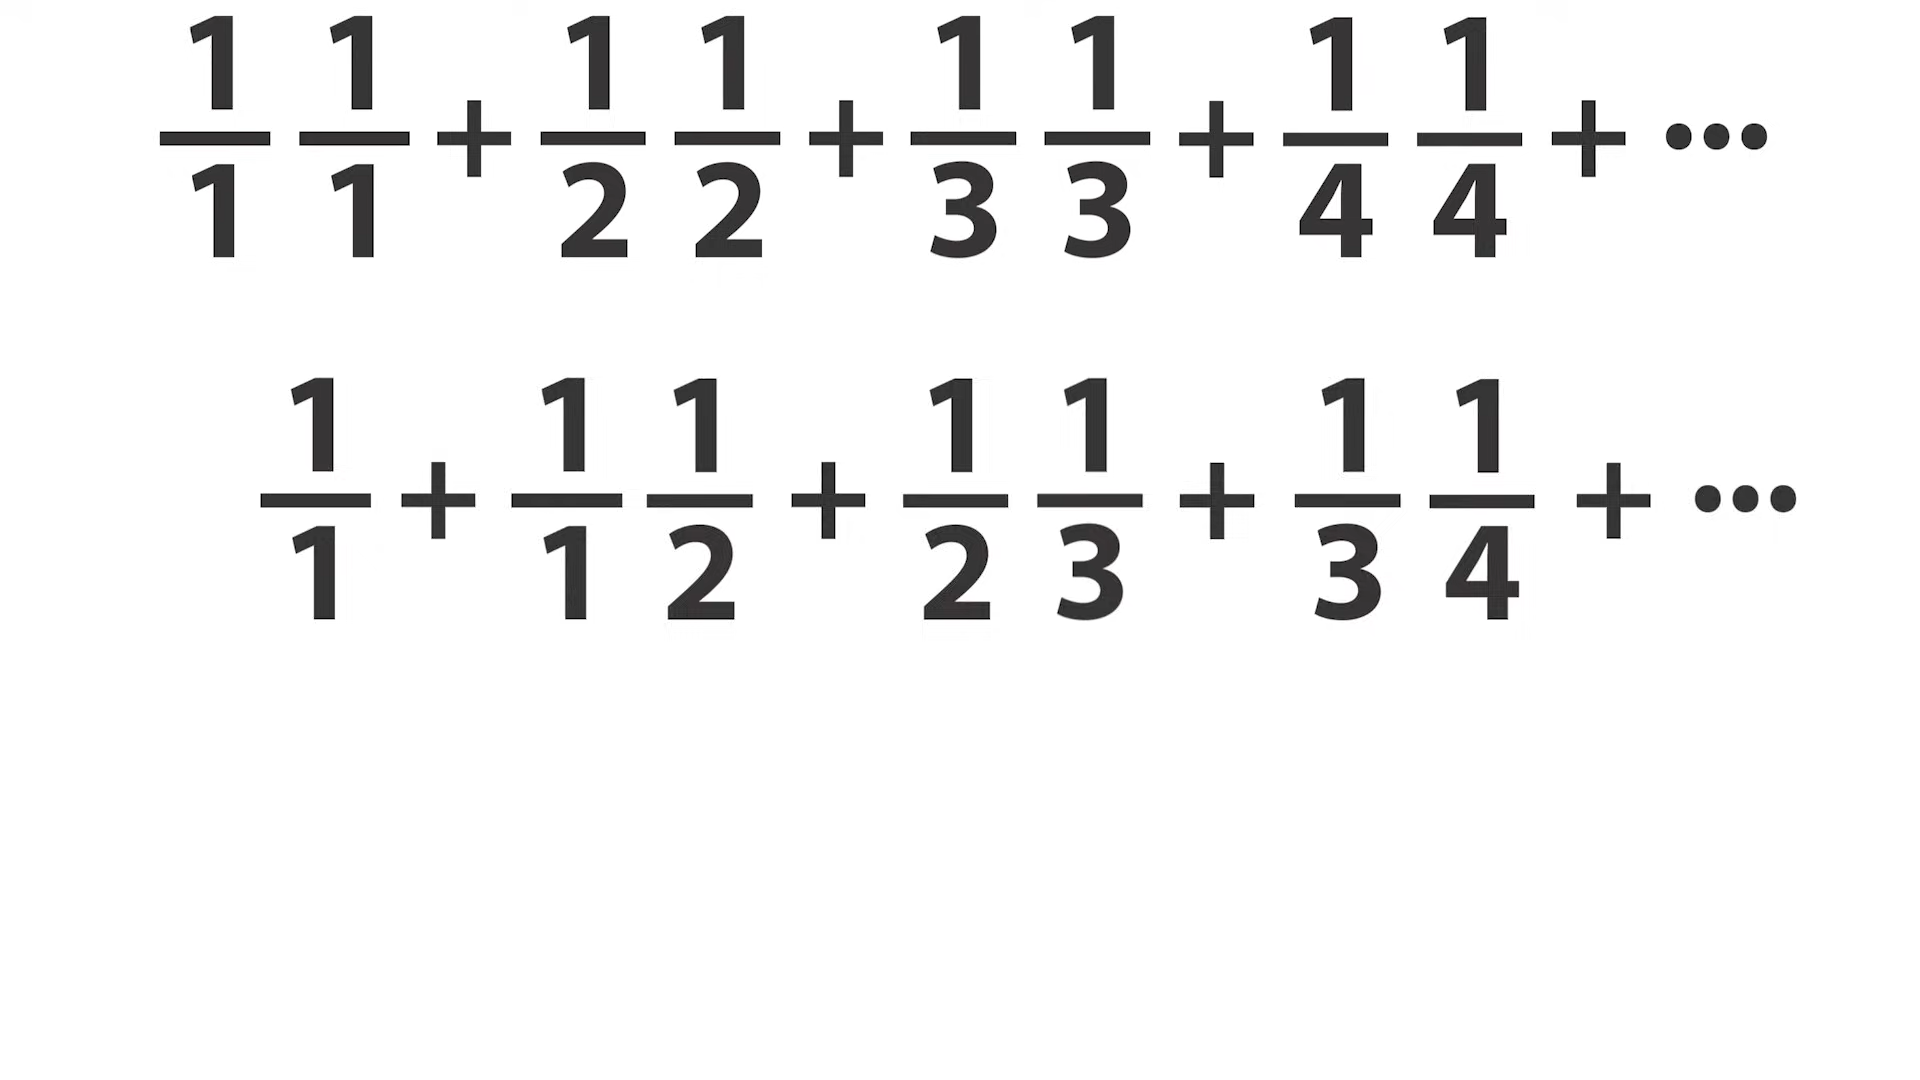 1/1 1/1 + 1/2 1/2 + 1/3 1/3 + 1/4 1/4 + •••
1/1 + 1/1 1/2 + 1/2 1/3 + 1/3 1/4 + •••